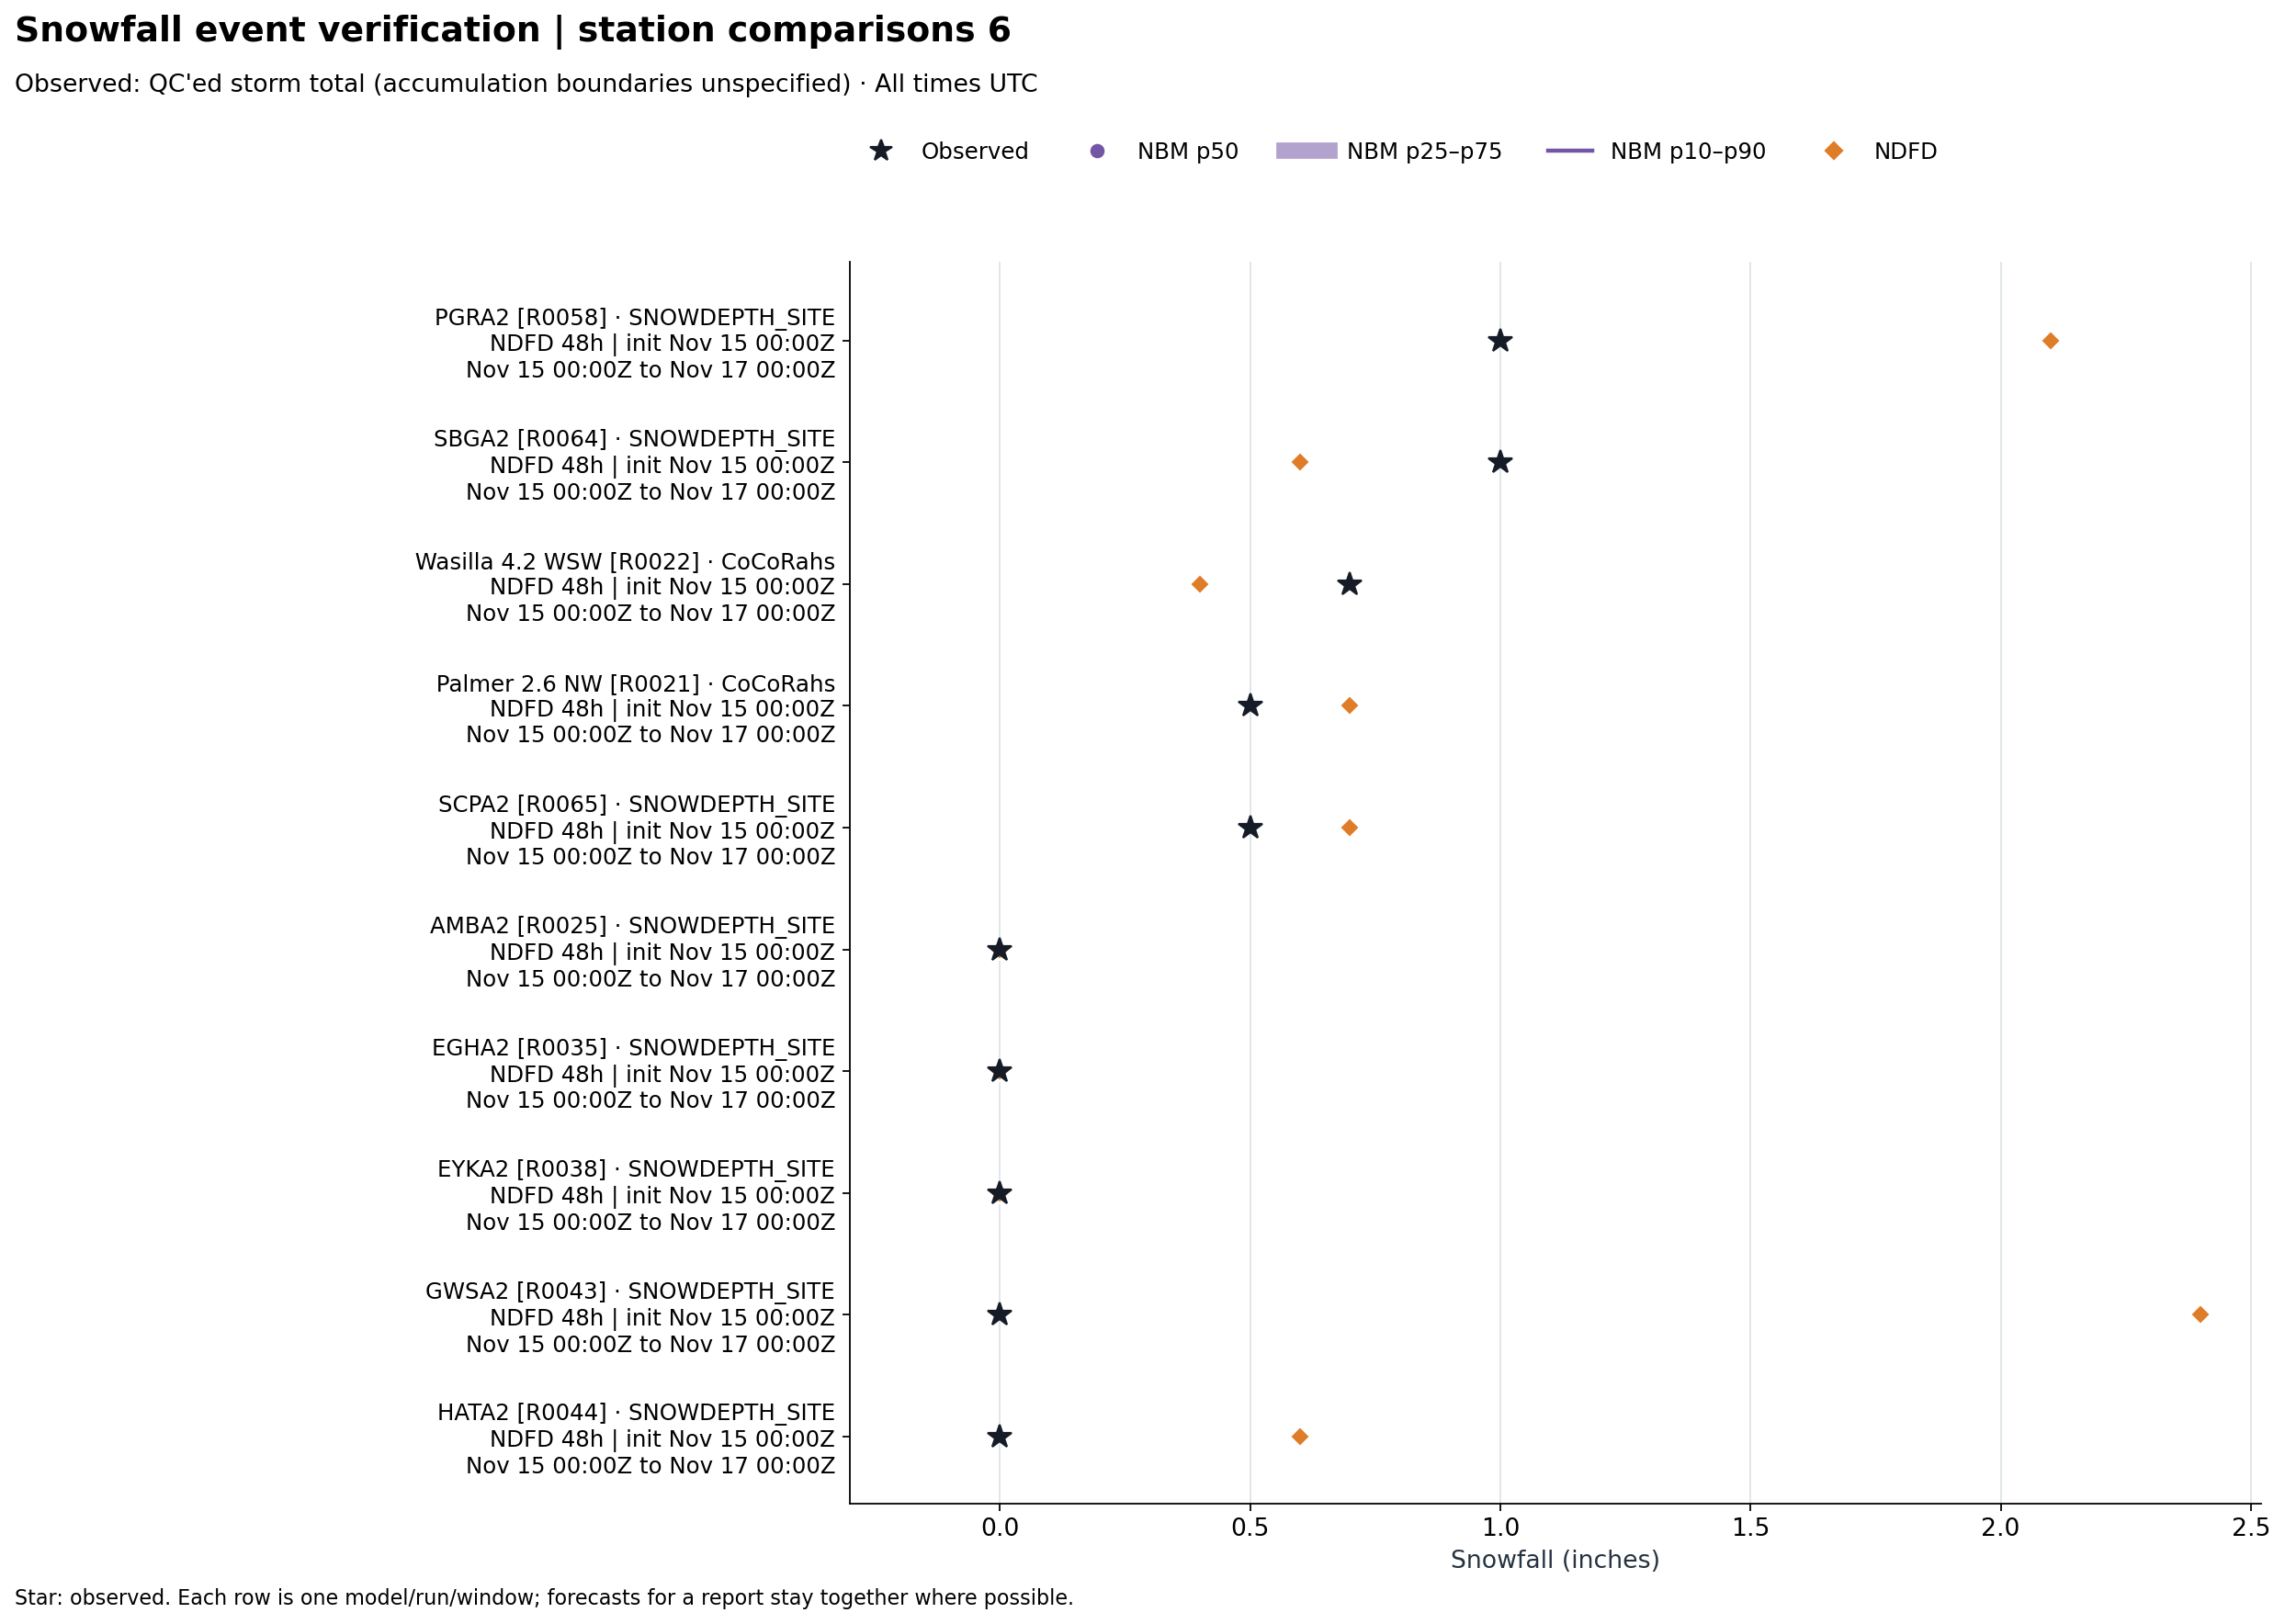 Snowfall event verification | station comparisons 6
Observed: QC'ed storm total (accumulation boundaries unspecified) · All times UTC
Observed
NBM p50
NBM p25–p75
NBM p10–p90
NDFD
PGRA2 [R0058] · SNOWDEPTH_SITE
NDFD 48h | init Nov 15 00:00Z
Nov 15 00:00Z to Nov 17 00:00Z
SBGA2 [R0064] · SNOWDEPTH_SITE
NDFD 48h | init Nov 15 00:00Z
Nov 15 00:00Z to Nov 17 00:00Z
Wasilla 4.2 WSW [R0022] · CoCoRahs
NDFD 48h | init Nov 15 00:00Z
Nov 15 00:00Z to Nov 17 00:00Z
Palmer 2.6 NW [R0021] · CoCoRahs
NDFD 48h | init Nov 15 00:00Z
Nov 15 00:00Z to Nov 17 00:00Z
SCPA2 [R0065] · SNOWDEPTH_SITE
NDFD 48h | init Nov 15 00:00Z
Nov 15 00:00Z to Nov 17 00:00Z
AMBA2 [R0025] · SNOWDEPTH_SITE
NDFD 48h | init Nov 15 00:00Z
Nov 15 00:00Z to Nov 17 00:00Z
EGHA2 [R0035] · SNOWDEPTH_SITE
NDFD 48h | init Nov 15 00:00Z
Nov 15 00:00Z to Nov 17 00:00Z
EYKA2 [R0038] · SNOWDEPTH_SITE
NDFD 48h | init Nov 15 00:00Z
Nov 15 00:00Z to Nov 17 00:00Z
GWSA2 [R0043] · SNOWDEPTH_SITE
NDFD 48h | init Nov 15 00:00Z
Nov 15 00:00Z to Nov 17 00:00Z
HATA2 [R0044] · SNOWDEPTH_SITE
NDFD 48h | init Nov 15 00:00Z
Nov 15 00:00Z to Nov 17 00:00Z
0.0 0.5 1.0 1.5 2.0 2.5
Snowfall (inches)
Star: observed. Each row is one model/run/window; forecasts for a report stay together where possible.